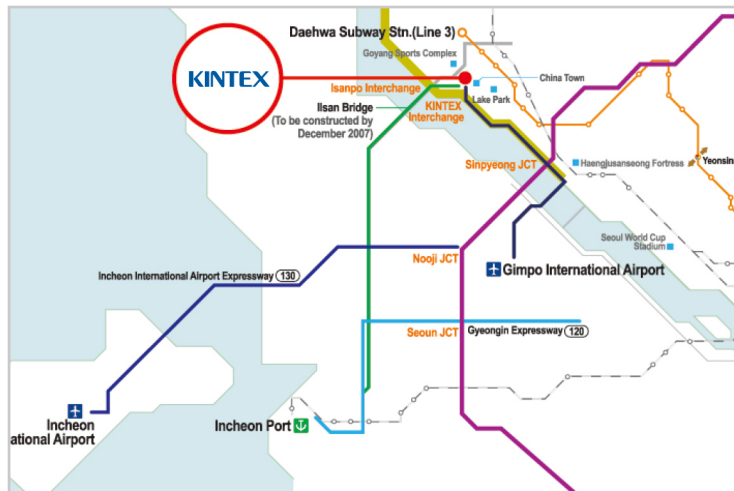 Daehwa Subway Stn.(Line 3)
Goyang Sports Complex
KINTEX
China Town
Isanpo Interchange
Lake Park
KINTEX
Interchange
Ilsan Bridge
(To be constructed by
December 2007)
Sinpyeong JCT
Haengjusanseong Fortress
Yeonsin
Seoul World Cup
Stadium
Nooji JCT
Gimpo International Airport
Incheon International Airport Expressway 130
Seoun JCT
Gyeongin Expressway 120
Incheon
ational Airport
Incheon Port